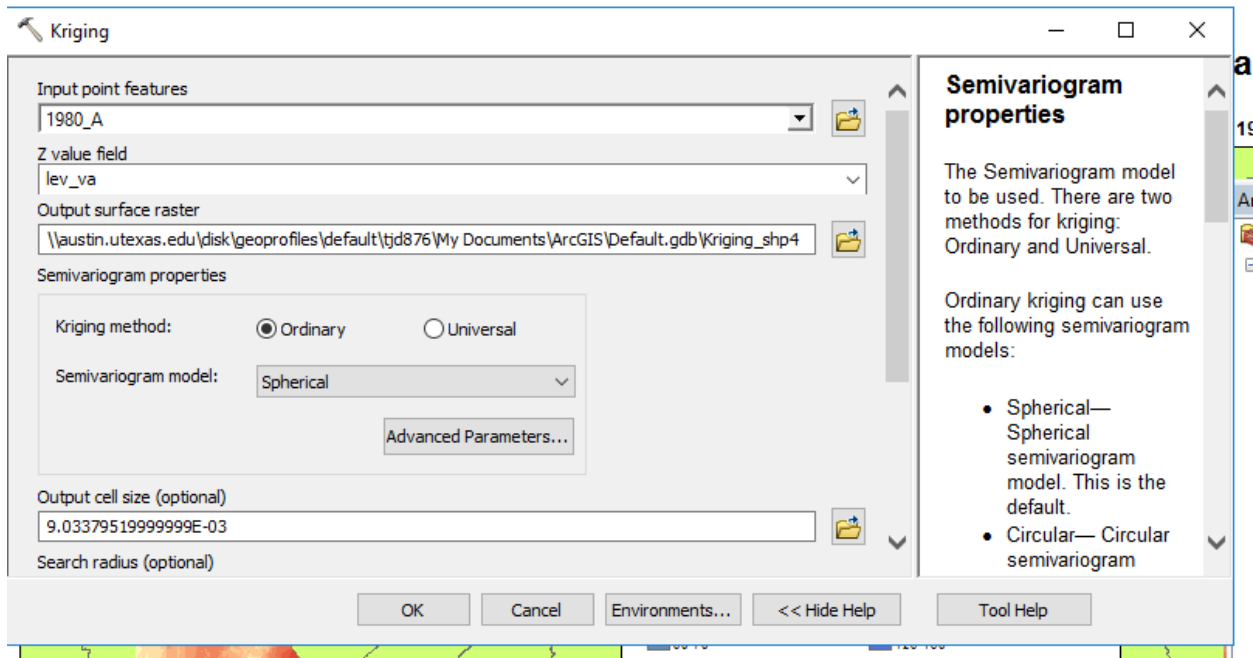 Kriging
Input point features
1980_A
Z value field
lev_va
Output surface raster
\\austin.utexas.edu\disk\geoprofiles\default\tjd876\My Documents\ArcGIS\Default.gdb\Kriging_shp4
Semivariogram properties
Kriging method:
Ordinary
Universal
Semivariogram model:
Spherical
Advanced Parameters...
Output cell size (optional)
9.03379519999999E-03
Search radius (optional)
OK
Cancel
Environments...
<< Hide Help
Tool Help
Semivariogram
properties
The Semivariogram model
to be used. There are two
methods for kriging:
Ordinary and Universal.
Ordinary kriging can use
the following semivariogram
models:
• Spherical—
Spherical
semivariogram
model. This is the
default.
• Circular— Circular
semivariogram